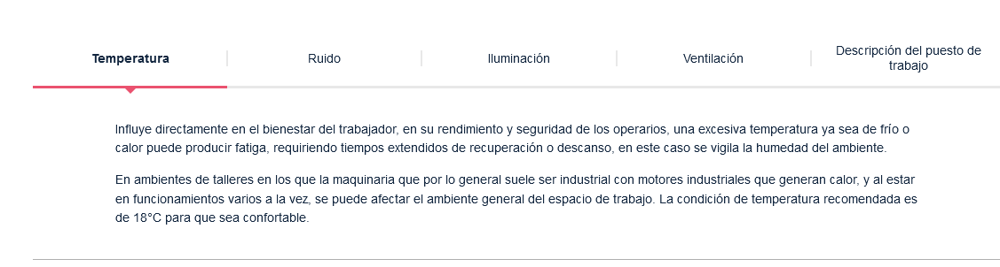 Temperatura
Ruido
Iluminación
Ventilación
Descripción del puesto de
trabajo
Influye directamente en el bienestar del trabajador, en su rendimiento y seguridad de los operarios, una excesiva temperatura ya sea de frío o
calor puede producir fatiga, requiriendo tiempos extendidos de recuperación o descanso, en este caso se vigila la humedad del ambiente.
En ambientes de talleres en los que la maquinaria que por lo general suele ser industrial con motores industriales que generan calor, y al estar
en funcionamientos varios a la vez, se puede afectar el ambiente general del espacio de trabajo. La condición de temperatura recomendada es
de 18°C para que sea confortable.